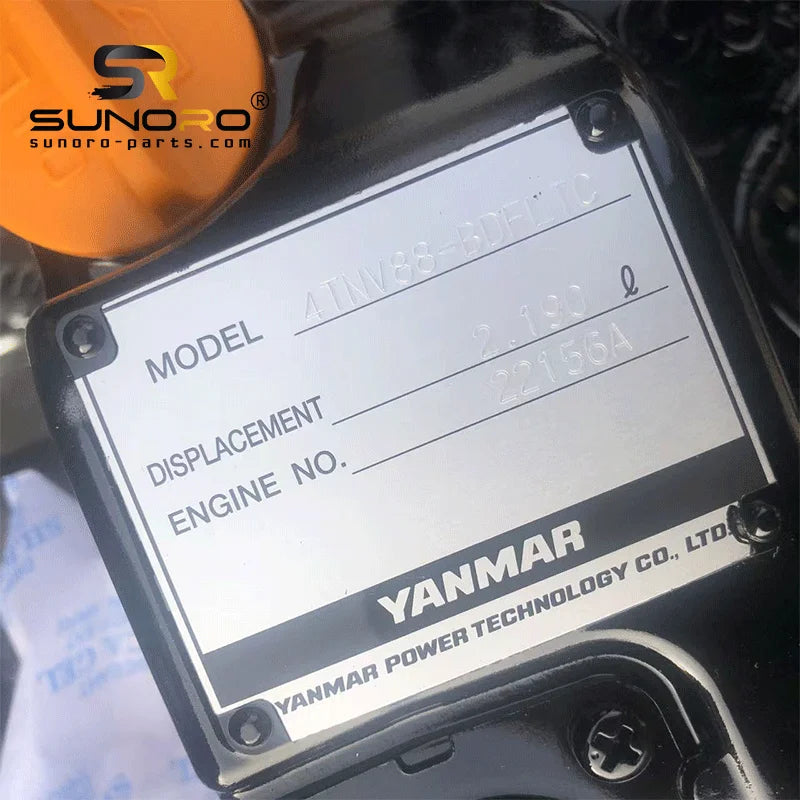 SR
SUNORO®
sunoro-parts.com
MODEL 4TNV88-BDFLTC
DISPLACEMENT 2.190 ℓ
ENGINE NO. 22156A
YANMAR
YANMAR POWER TECHNOLOGY CO., LTD.